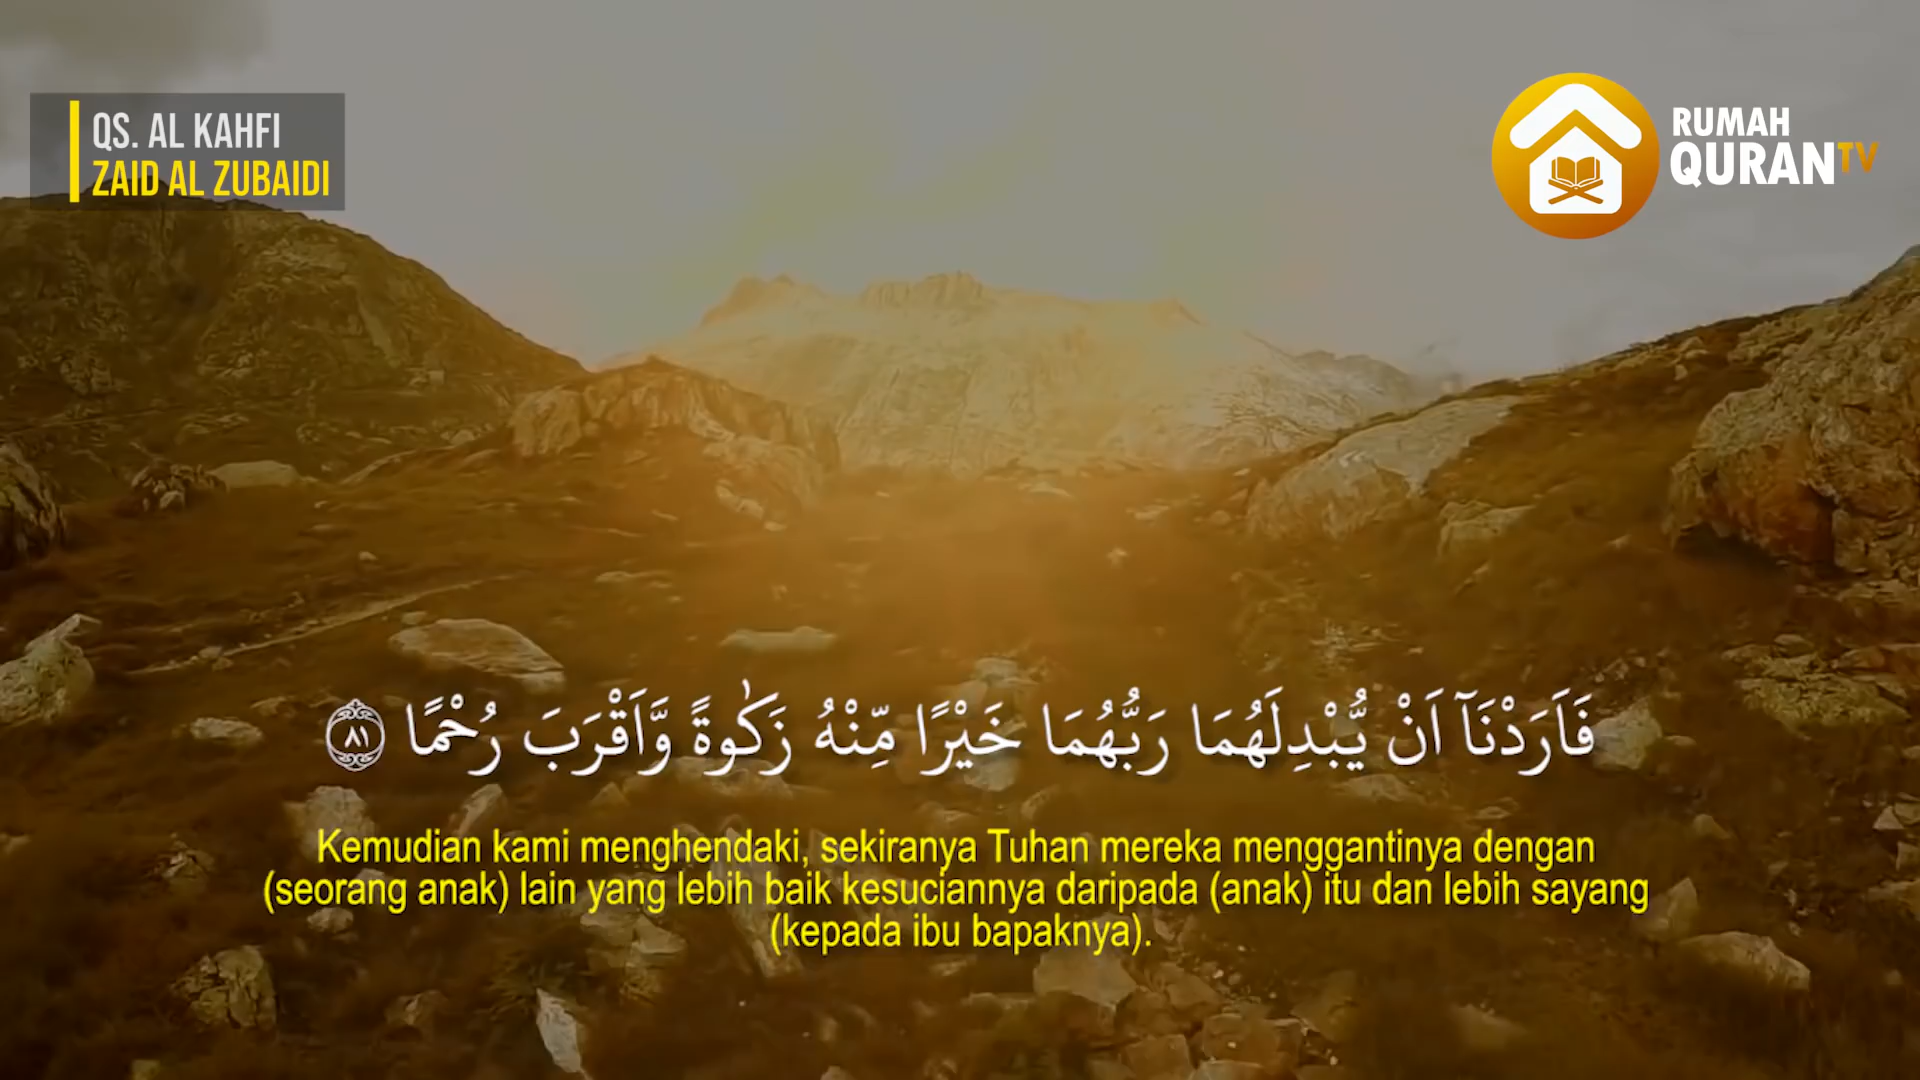 QS. AL KAHFI
ZAID AL ZUBAIDI
RUMAH
QURANTV
فَاَرَدْنَآ اَنْ يُّبْدِلَهُمَا رَبُّهُمَا خَيْرًا مِّنْهُ زَكٰوةً وَّاَقْرَبَ رُحْمًا ٨١
Kemudian kami menghendaki, sekiranya Tuhan mereka menggantinya dengan
(seorang anak) lain yang lebih baik kesuciannya daripada (anak) itu dan lebih sayang
(kepada ibu bapaknya).